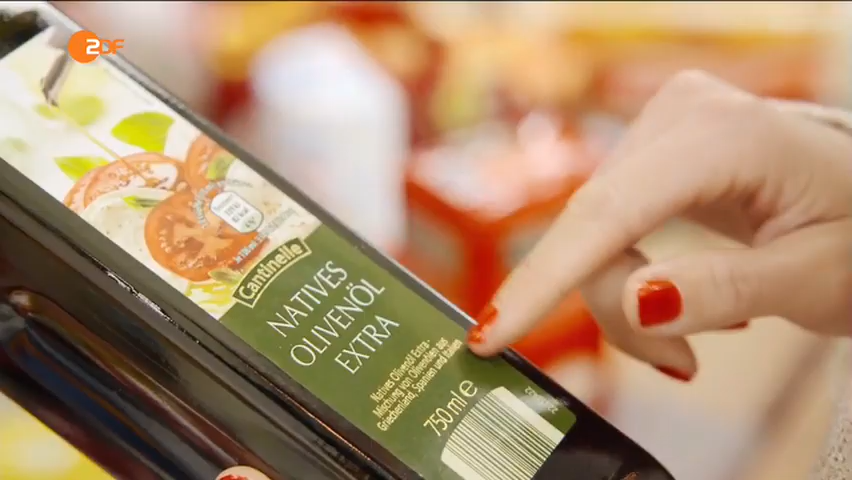 2DF
Cantinelle
NATIVES
OLIVENÖL
EXTRA
Natives Olivenöl Extra -
Mischung von Olivenölen aus
Griechenland, Spanien und Italien.
750 ml e